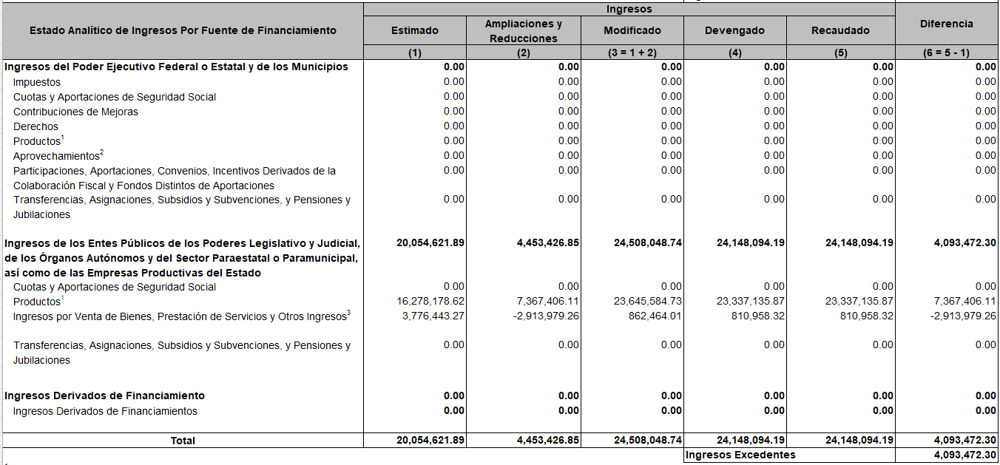 Ingresos
Estado Analítico de Ingresos Por Fuente de Financiamiento Estimado Ampliaciones y Reducciones Modificado Devengado Recaudado Diferencia
(1) (2) (3 = 1 + 2) (4) (5) (6 = 5 - 1)
Ingresos del Poder Ejecutivo Federal o Estatal y de los Municipios 0.00 0.00 0.00 0.00 0.00 0.00
Impuestos 0.00 0.00 0.00 0.00 0.00 0.00
Cuotas y Aportaciones de Seguridad Social 0.00 0.00 0.00 0.00 0.00 0.00
Contribuciones de Mejoras 0.00 0.00 0.00 0.00 0.00 0.00
Derechos 0.00 0.00 0.00 0.00 0.00 0.00
Productos¹ 0.00 0.00 0.00 0.00 0.00 0.00
Aprovechamientos² 0.00 0.00 0.00 0.00 0.00 0.00
Participaciones, Aportaciones, Convenios, Incentivos Derivados de la 0.00 0.00 0.00 0.00 0.00 0.00
Colaboración Fiscal y Fondos Distintos de Aportaciones
Transferencias, Asignaciones, Subsidios y Subvenciones, y Pensiones y 0.00 0.00 0.00 0.00 0.00 0.00
Jubilaciones
Ingresos de los Entes Públicos de los Poderes Legislativo y Judicial, 20,054,621.89 4,453,426.85 24,508,048.74 24,148,094.19 24,148,094.19 4,093,472.30
de los Órganos Autónomos y del Sector Paraestatal o Paramunicipal,
así como de las Empresas Productivas del Estado
Cuotas y Aportaciones de Seguridad Social 0.00 0.00 0.00 0.00 0.00 0.00
Productos¹ 16,278,178.62 7,367,406.11 23,645,584.73 23,337,135.87 23,337,135.87 7,367,406.11
Ingresos por Venta de Bienes, Prestación de Servicios y Otros Ingresos³ 3,776,443.27 -2,913,979.26 862,464.01 810,958.32 810,958.32 -2,913,979.26
Transferencias, Asignaciones, Subsidios y Subvenciones, y Pensiones y 0.00 0.00 0.00 0.00 0.00 0.00
Jubilaciones
Ingresos Derivados de Financiamiento 0.00 0.00 0.00 0.00 0.00 0.00
Ingresos Derivados de Financiamientos 0.00 0.00 0.00 0.00 0.00 0.00
Total 20,054,621.89 4,453,426.85 24,508,048.74 24,148,094.19 24,148,094.19 4,093,472.30
Ingresos Excedentes 4,093,472.30